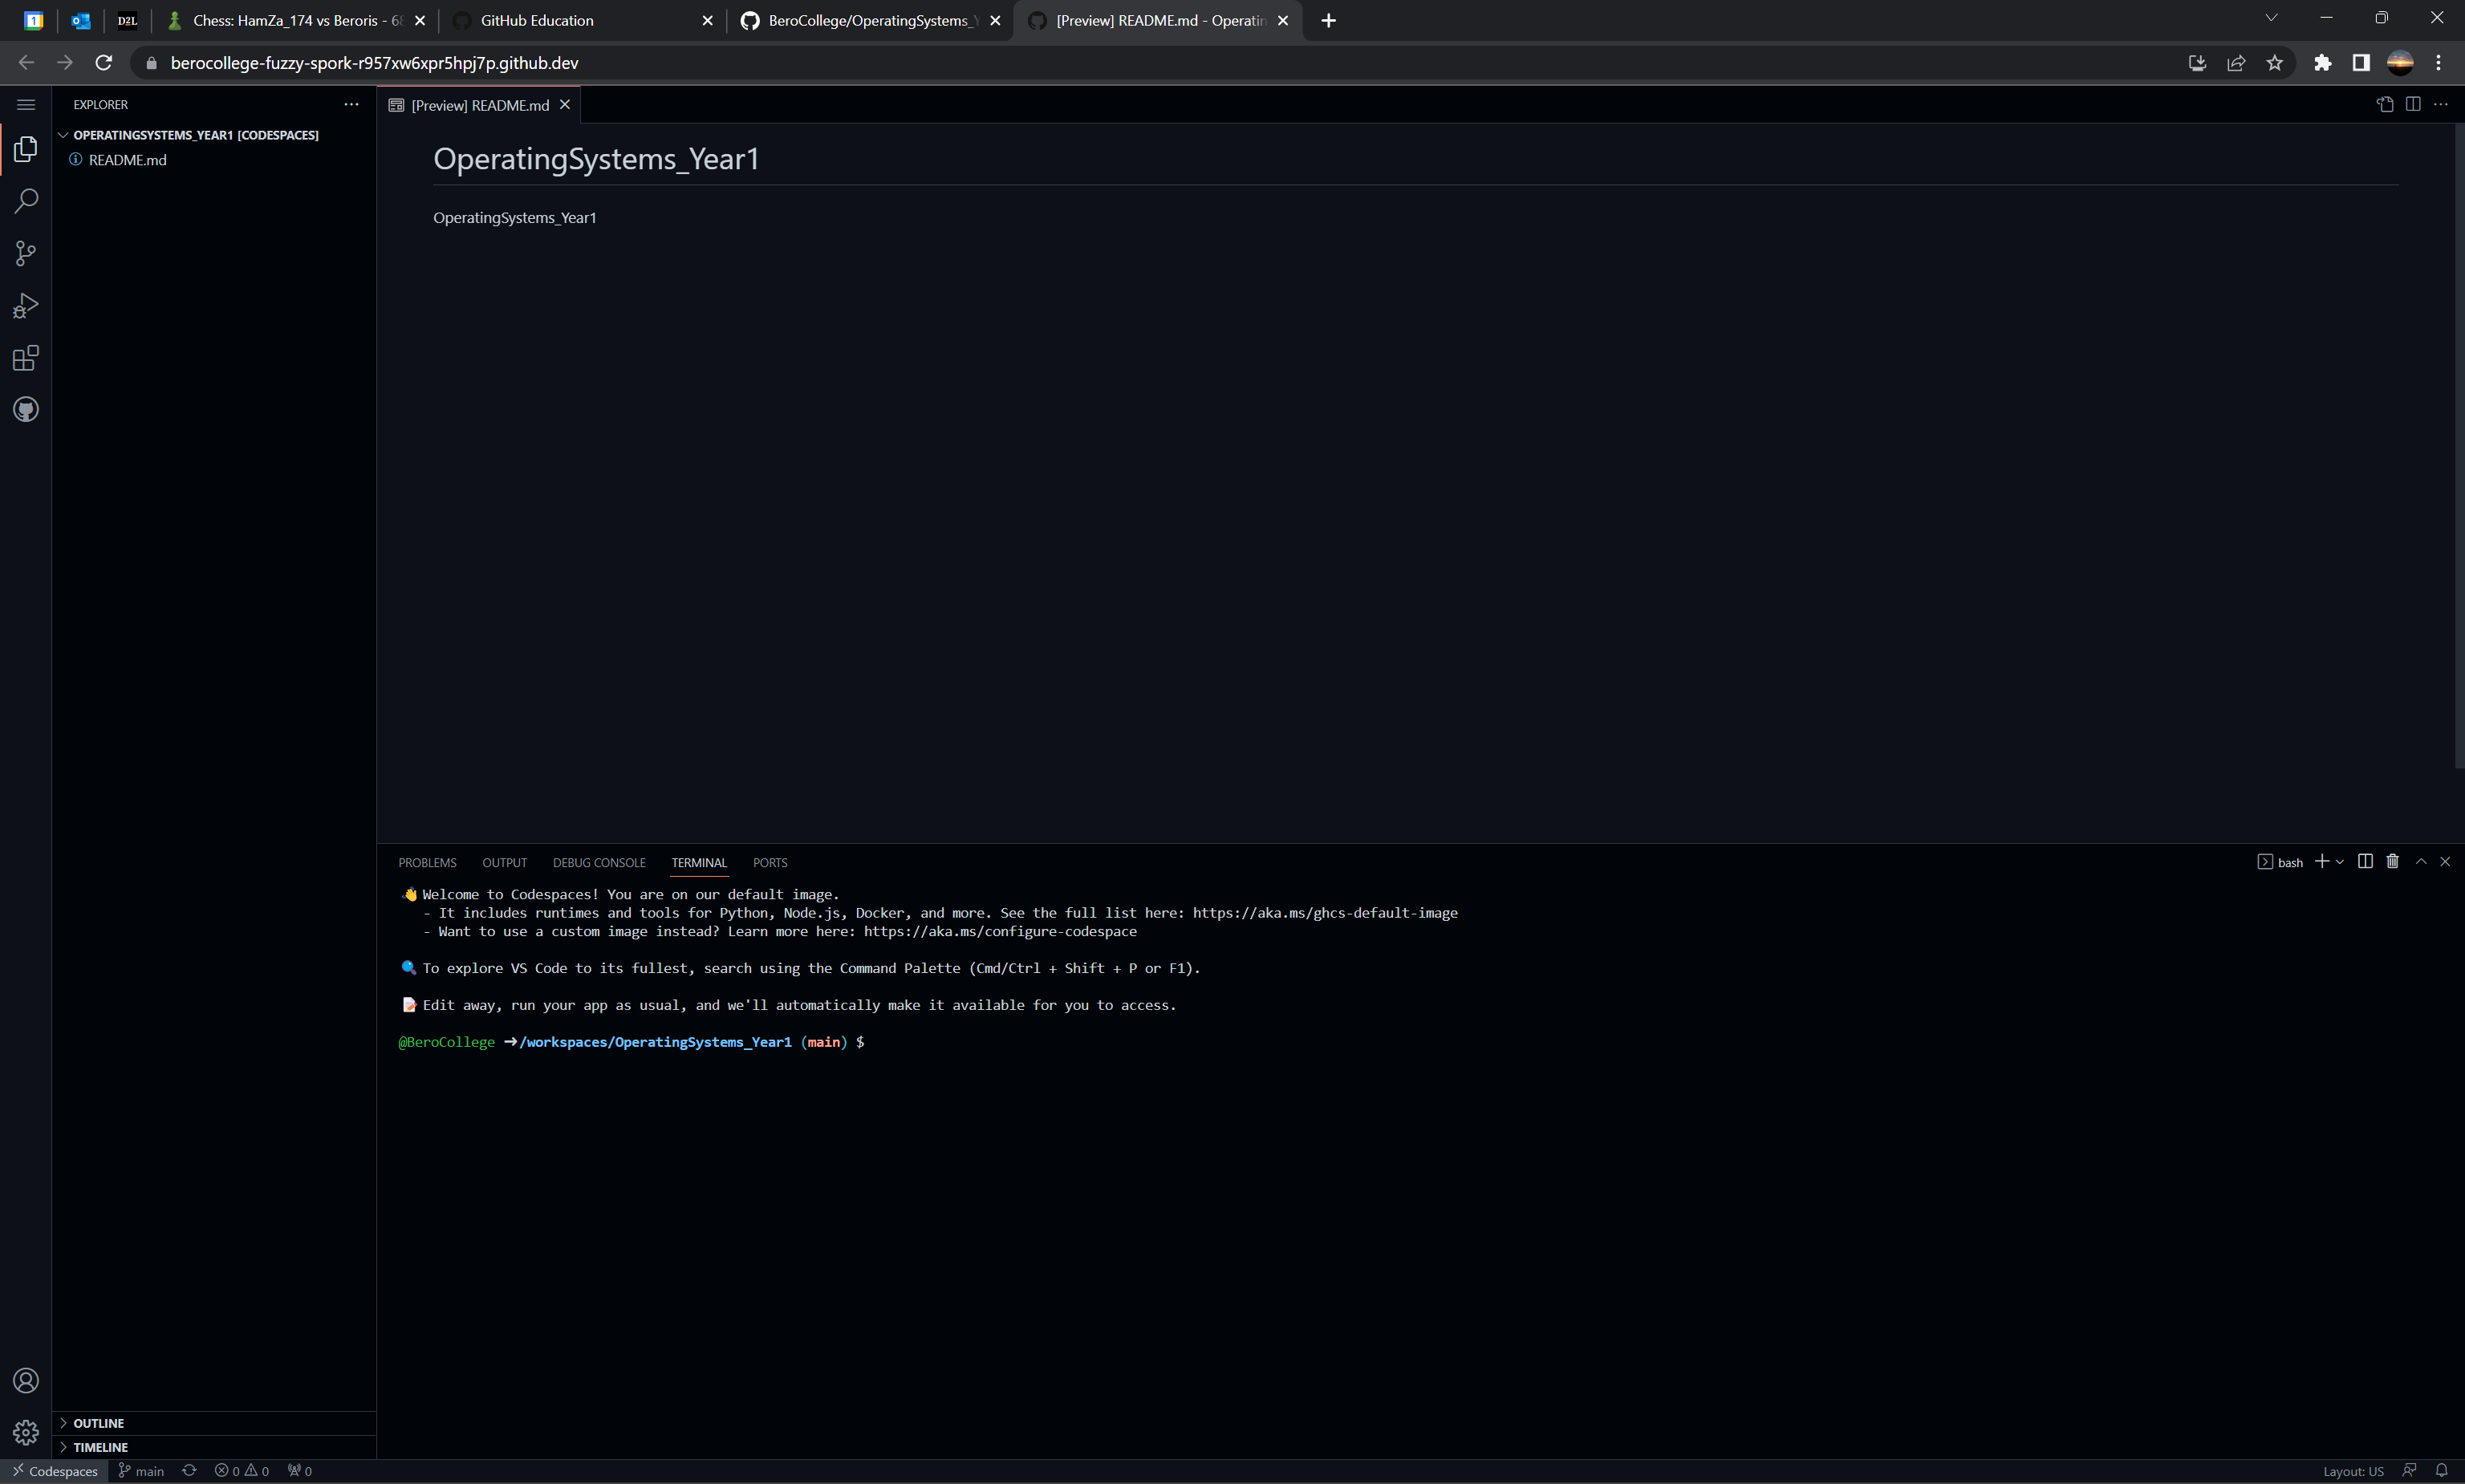 1
D2L
Chess: HamZa_174 vs Beroris - 68
GitHub Education
BeroCollege/OperatingSystems_Y
[Preview] README.md - Operatin
berocollege-fuzzy-spork-r957xw6xpr5hpj7p.github.dev
EXPLORER
[Preview] README.md
OPERATINGSYSTEMS_YEAR1 [CODESPACES]
README.md
OperatingSystems_Year1
OperatingSystems_Year1
PROBLEMS OUTPUT DEBUG CONSOLE TERMINAL PORTS
bash
👋 Welcome to Codespaces! You are on our default image.
- It includes runtimes and tools for Python, Node.js, Docker, and more. See the full list here: https://aka.ms/ghcs-default-image
- Want to use a custom image instead? Learn more here: https://aka.ms/configure-codespace
🔍 To explore VS Code to its fullest, search using the Command Palette (Cmd/Ctrl + Shift + P or F1).
📝 Edit away, run your app as usual, and we'll automatically make it available for you to access.
@BeroCollege ➜ /workspaces/OperatingSystems_Year1 (main) $
OUTLINE
TIMELINE
Codespaces main 0 0 0
Layout: US